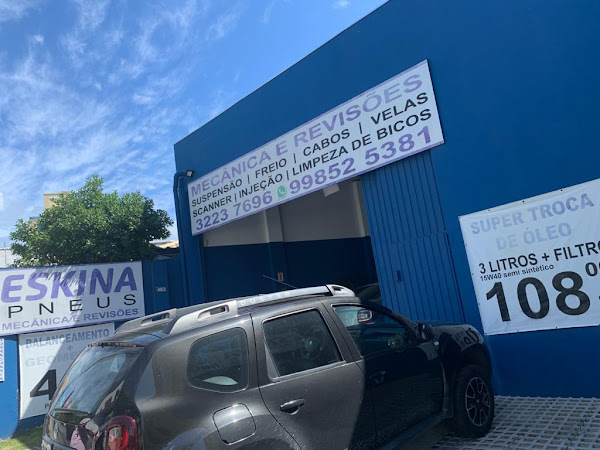 MECÂNICA E REVISÕES
SUSPENSÃO | FREIO | CABOS | VELAS
SCANNER | INJEÇÃO | LIMPEZA DE BICOS
3223 7696 99852 5381
ESKINA
PNEUS
MECÂNICA E REVISÕES
BALANCEAMENTO
+
4
SUPER TROCA
DE ÓLEO
3 LITROS + FILTRO
15W40 semi sintético
108